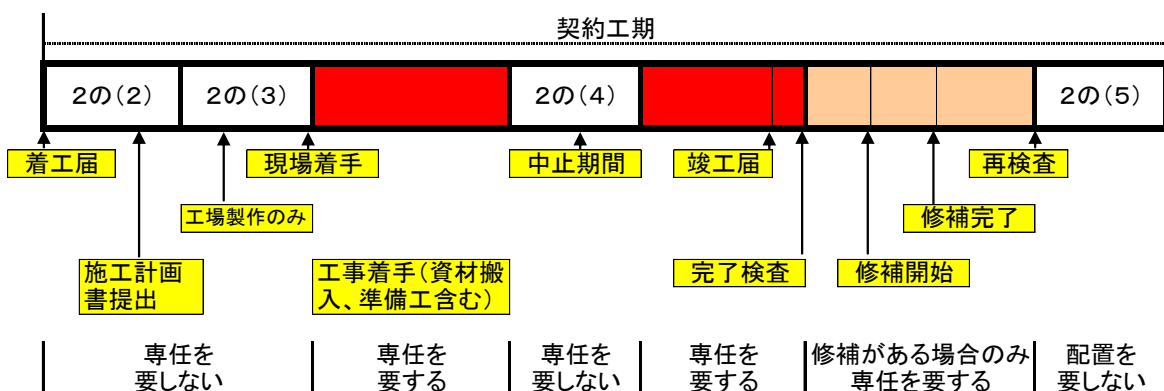 契約工期
2の(2)
2の(3)
2の(4)
2の(5)
着工届
現場着手
中止期間
竣工届
再検査
工場製作のみ
修補完了
施工計画
書提出
工事着手(資材搬
入、準備工含む)
完了検査
修補開始
専任を
要しない
専任を
要する
専任を
要しない
専任を
要する
修補がある場合のみ
専任を要する
配置を
要しない